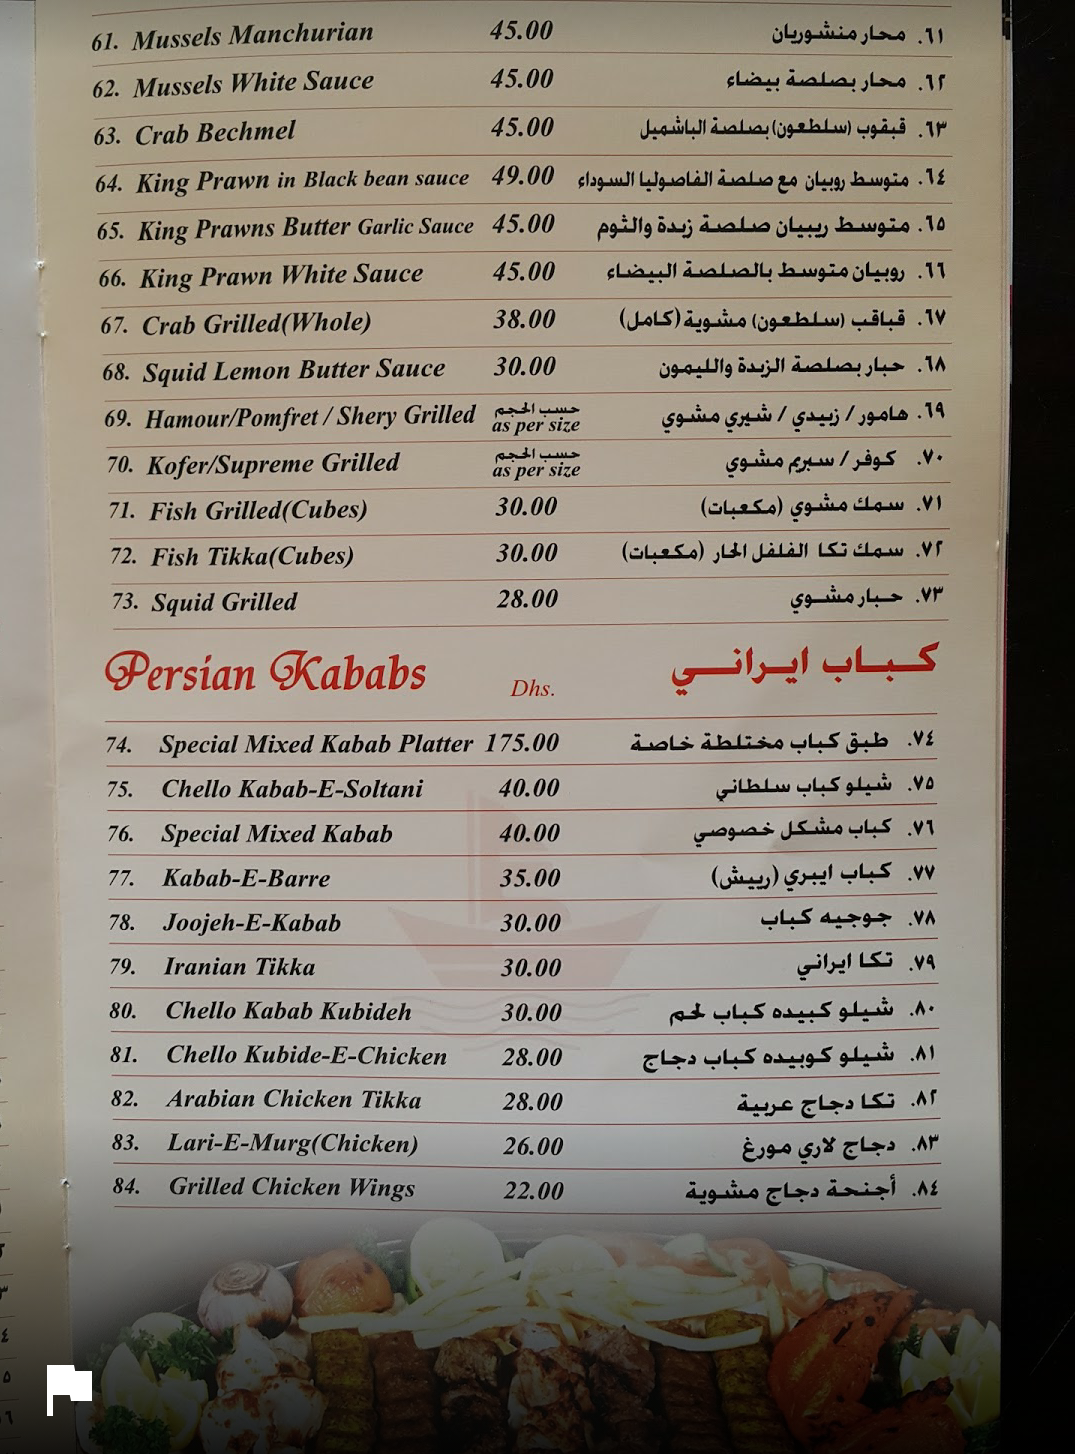 61. Mussels Manchurian 45.00 محار منشوريان .٦١
62. Mussels White Sauce 45.00 محار بصلصة بيضاء .٦٢
63. Crab Bechmel 45.00 قبقوب (سلطعون) بصلصة الباشميل .٦٣
64. King Prawn in Black bean sauce 49.00 متوسط روبيان مع صلصة الفاصوليا السوداء .٦٤
65. King Prawns Butter Garlic Sauce 45.00 متوسط ريبيان صلصة زبدة والثوم .٦٥
66. King Prawn White Sauce 45.00 روبيان متوسط بالصلصة البيضاء .٦٦
67. Crab Grilled(Whole) 38.00 قباقب (سلطعون) مشوية (كامل) .٦٧
68. Squid Lemon Butter Sauce 30.00 حبار بصلصة الزبدة والليمون .٦٨
69. Hamour/Pomfret / Shery Grilled حسب الحجم as per size هامور / زبيدي / شيري مشوي .٦٩
70. Kofer/Supreme Grilled حسب الحجم as per size كوفر / سبريم مشوي .٧٠
71. Fish Grilled(Cubes) 30.00 سمك مشوي (مكعبات) .٧١
72. Fish Tikka(Cubes) 30.00 سمك تكا الفلفل الحار (مكعبات) .٧٢
73. Squid Grilled 28.00 حبار مشوي .٧٣
Persian Kababs Dhs. كباب ايراني
74. Special Mixed Kabab Platter 175.00 طبق كباب مختلطة خاصة .٧٤
75. Chello Kabab-E-Soltani 40.00 شيلو كباب سلطاني .٧٥
76. Special Mixed Kabab 40.00 كباب مشكل خصوصي .٧٦
77. Kabab-E-Barre 35.00 كباب ايبري (رييش) .٧٧
78. Joojeh-E-Kabab 30.00 جوجيه كباب .٧٨
79. Iranian Tikka 30.00 تكا ايراني .٧٩
80. Chello Kabab Kubideh 30.00 شيلو كبيده كباب لحم .٨٠
81. Chello Kubide-E-Chicken 28.00 شيلو كوبيده كباب دجاج .٨١
82. Arabian Chicken Tikka 28.00 تكا دجاج عربية .٨٢
83. Lari-E-Murg(Chicken) 26.00 دجاج لاري مورغ .٨٣
84. Grilled Chicken Wings 22.00 أجنحة دجاج مشوية .٨٤